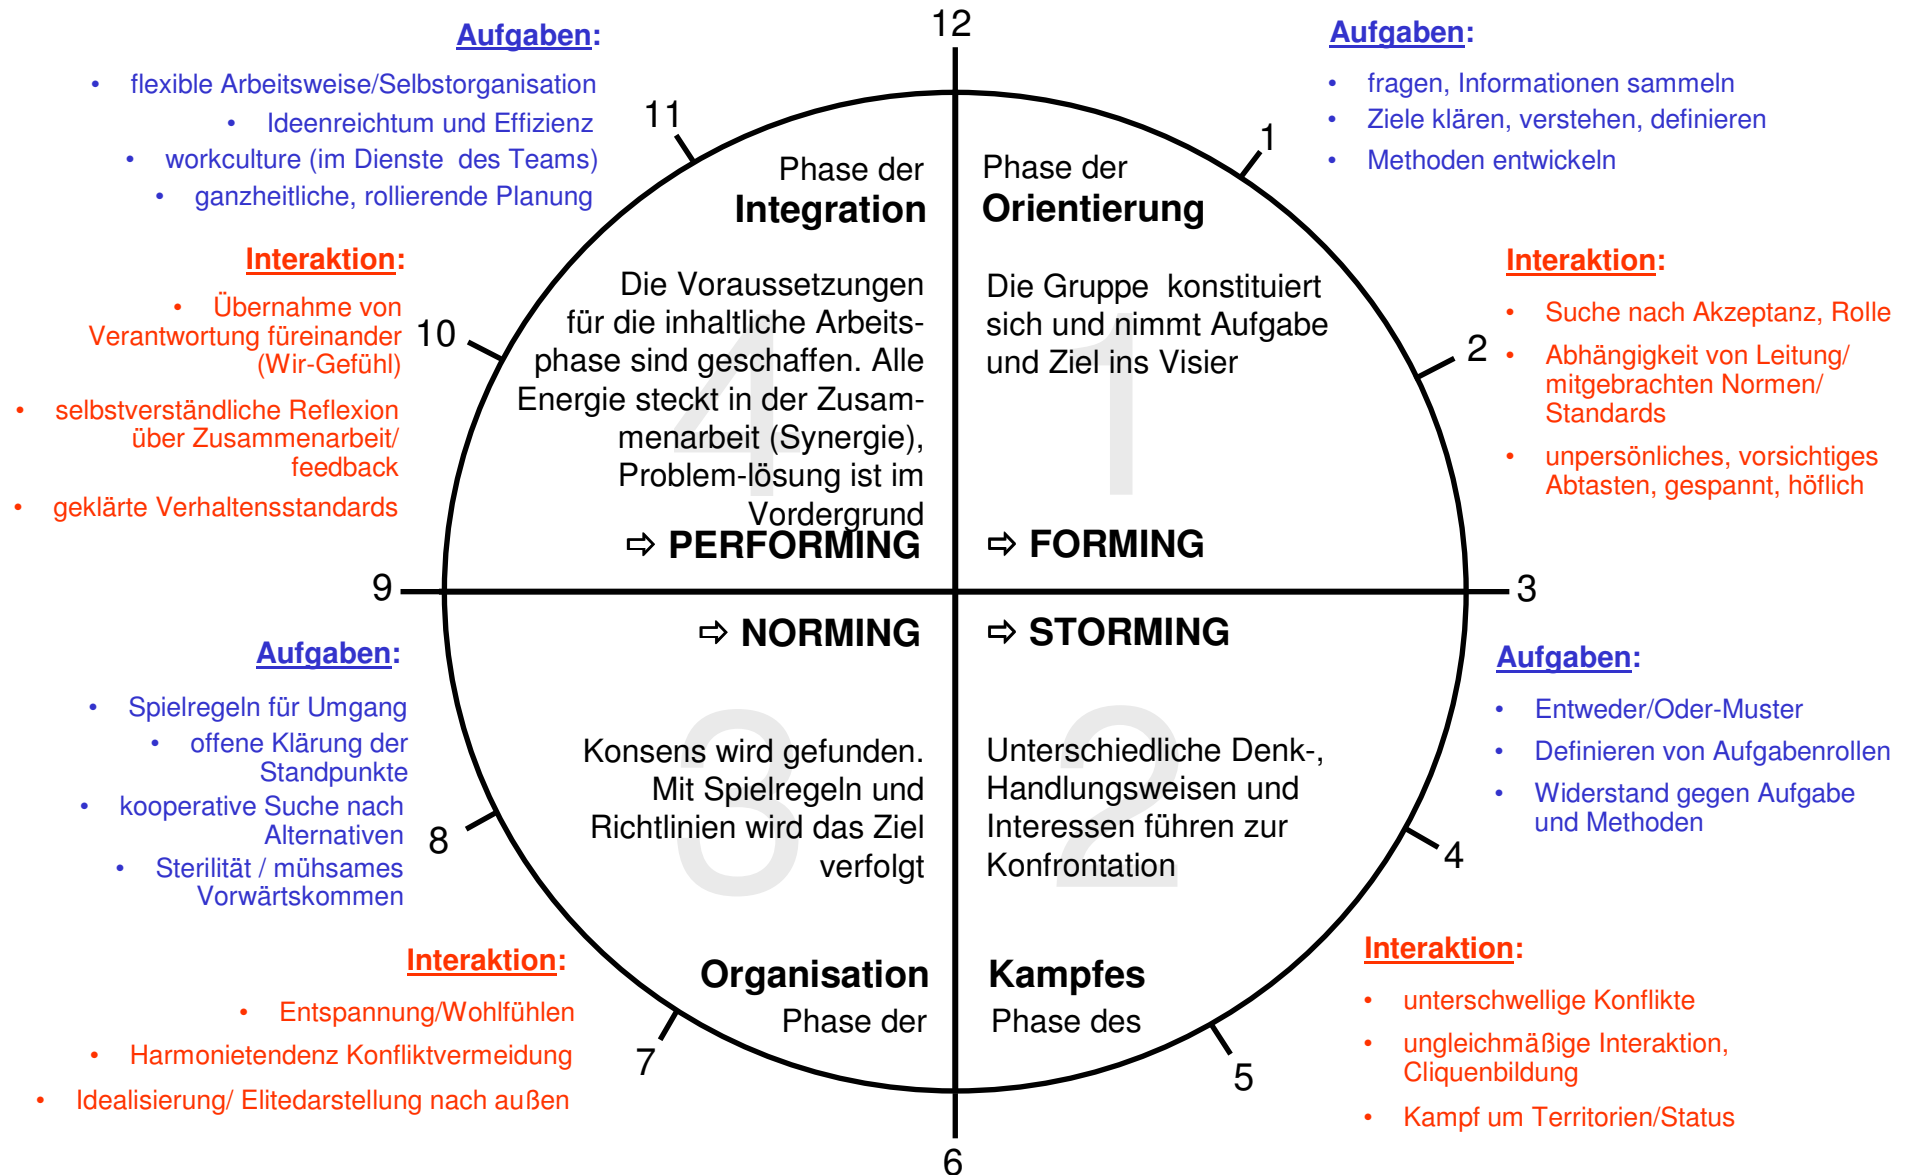 12
Aufgaben:
• flexible Arbeitsweise/Selbstorganisation
• Ideenreichtum und Effizienz
• workculture (im Dienste des Teams)
• ganzheitliche, rollierende Planung
Interaktion:
• Übernahme von
Verantwortung füreinander
(Wir-Gefühl)
• selbstverständliche Reflexion
über Zusammenarbeit/
feedback
• geklärte Verhaltensstandards
11
10
9
Phase der
Integration
4
Die Voraussetzungen
für die inhaltliche Arbeits-
phase sind geschaffen. Alle
Energie steckt in der Zusam-
menarbeit (Synergie),
Problem-lösung ist im
Vordergrund
⇨ PERFORMING
Phase der
Orientierung
1
Die Gruppe konstituiert
sich und nimmt Aufgabe
und Ziel ins Visier
⇨ FORMING
1
2
3
Aufgaben:
• fragen, Informationen sammeln
• Ziele klären, verstehen, definieren
• Methoden entwickeln
Interaktion:
• Suche nach Akzeptanz, Rolle
• Abhängigkeit von Leitung/
mitgebrachten Normen/
Standards
• unpersönliches, vorsichtiges
Abtasten, gespannt, höflich
Aufgaben:
• Spielregeln für Umgang
• offene Klärung der
Standpunkte
• kooperative Suche nach
Alternativen
• Sterilität / mühsames
Vorwärtskommen
Interaktion:
• Entspannung/Wohlfühlen
• Harmonietendenz Konfliktvermeidung
• Idealisierung/ Elitedarstellung nach außen
8
7
⇨ NORMING
3
Konsens wird gefunden.
Mit Spielregeln und
Richtlinien wird das Ziel
verfolgt
Organisation
Phase der
⇨ STORMING
2
Unterschiedliche Denk-,
Handlungsweisen und
Interessen führen zur
Konfrontation
Kampfes
Phase des
4
5
Aufgaben:
• Entweder/Oder-Muster
• Definieren von Aufgabenrollen
• Widerstand gegen Aufgabe
und Methoden
Interaktion:
• unterschwellige Konflikte
• ungleichmäßige Interaktion,
Cliquenbildung
• Kampf um Territorien/Status
6